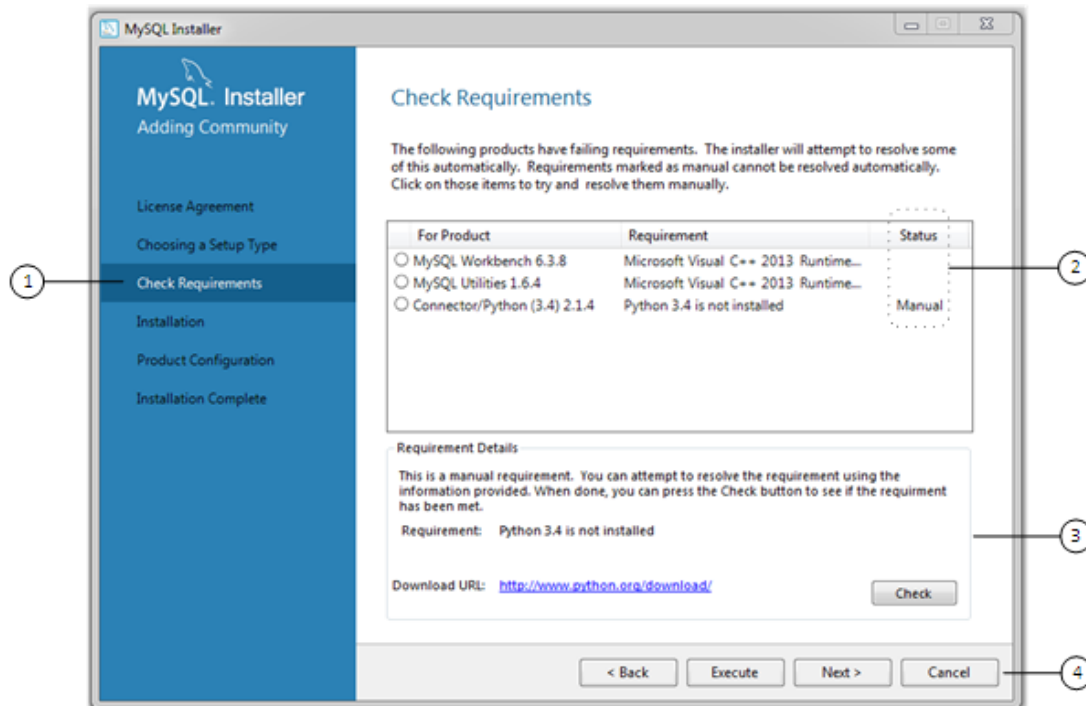 MySQL Installer
MySQL. Installer
Adding Community
License Agreement
Choosing a Setup Type
Check Requirements
Installation
Product Configuration
Installation Complete
Check Requirements
The following products have failing requirements. The installer will attempt to resolve some
of this automatically. Requirements marked as manual cannot be resolved automatically.
Click on those items to try and resolve them manually.
For Product Requirement Status
MySQL Workbench 6.3.8 Microsoft Visual C++ 2013 Runtime...
MySQL Utilities 1.6.4 Microsoft Visual C++ 2013 Runtime...
Connector/Python (3.4) 2.1.4 Python 3.4 is not installed Manual
Requirement Details
This is a manual requirement. You can attempt to resolve the requirement using the
information provided. When done, you can press the Check button to see if the requirment
has been met.
Requirement: Python 3.4 is not installed
Download URL: http://www.python.org/download/
Check
< Back Execute Next > Cancel
1
2
3
4